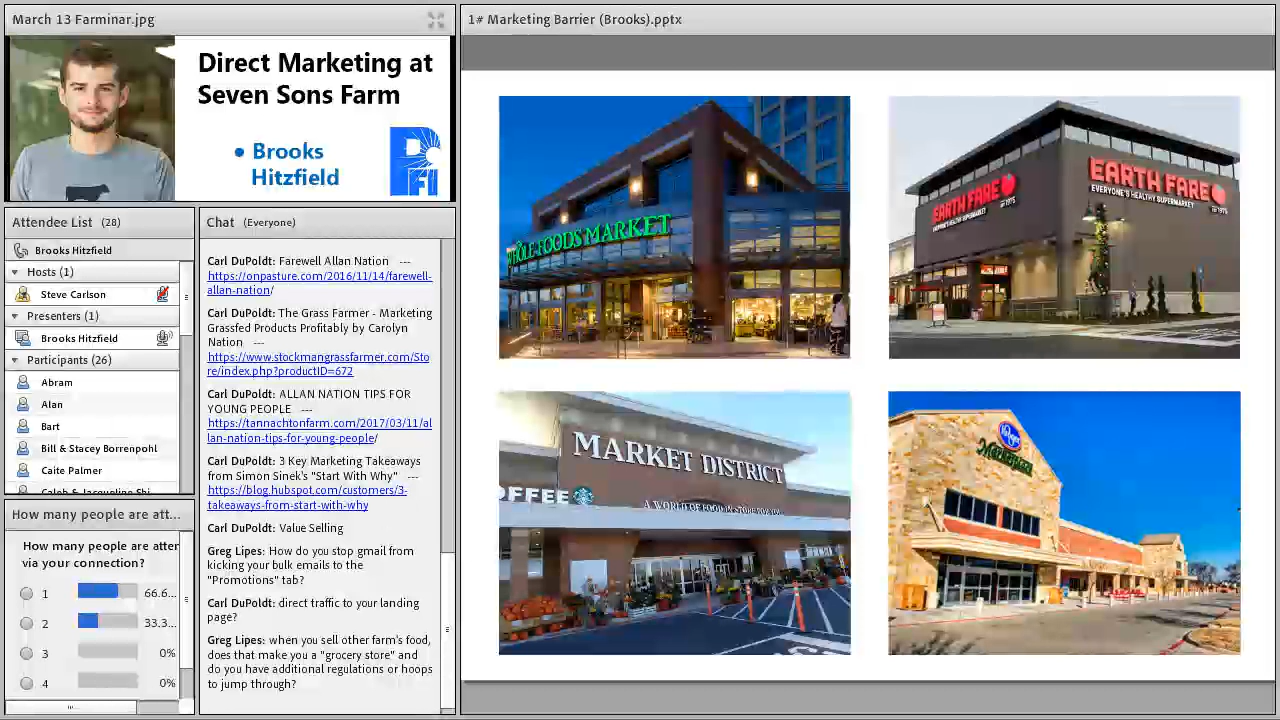 March 13 Farminar.jpg
Direct Marketing at
Seven Sons Farm
• Brooks
Hitzfield
Attendee List (28)
Brooks Hitzfield
Hosts (1)
Steve Carlson
Presenters (1)
Brooks Hitzfield
Participants (26)
Abram
Alan
Bart
Bill & Stacey Borrenpohl
Caite Palmer
How many people are att...
How many people are atter
via your connection?
1 66.6...
2 33.3...
3 0%
4 0%
Chat (Everyone)
Carl DuPoldt: Farewell Allan Nation ---
https://onpasture.com/2016/11/14/farewell-
allan-nation/
Carl DuPoldt: The Grass Farmer - Marketing
Grassfed Products Profitably by Carolyn
Nation ---
https://www.stockmangrassfarmer.com/Sto
re/index.php?productID=672
Carl DuPoldt: ALLAN NATION TIPS FOR
YOUNG PEOPLE ---
https://tannachtonfarm.com/2017/03/11/al
lan-nation-tips-for-young-people/
Carl DuPoldt: 3 Key Marketing Takeaways
from Simon Sinek's "Start With Why" ---
https://blog.hubspot.com/customers/3-
takeaways-from-start-with-why
Carl DuPoldt: Value Selling
Greg Lipes: How do you stop gmail from
kicking your bulk emails to the
"Promotions" tab?
Carl DuPoldt: direct traffic to your landing
page?
Greg Lipes: when you sell other farm's food,
does that make you a "grocery store" and
do you have additional regulations or hoops
to jump through?
1# Marketing Barrier (Brooks).pptx
WHOLE FOODS MARKET
EARTH FARE
EVERYONE'S HEALTHY SUPERMARKET
EARTH FARE
EVERYONE'S HEALTHY SUPERMARKET
MARKET DISTRICT
OFFEE
Kroger
Marketplace